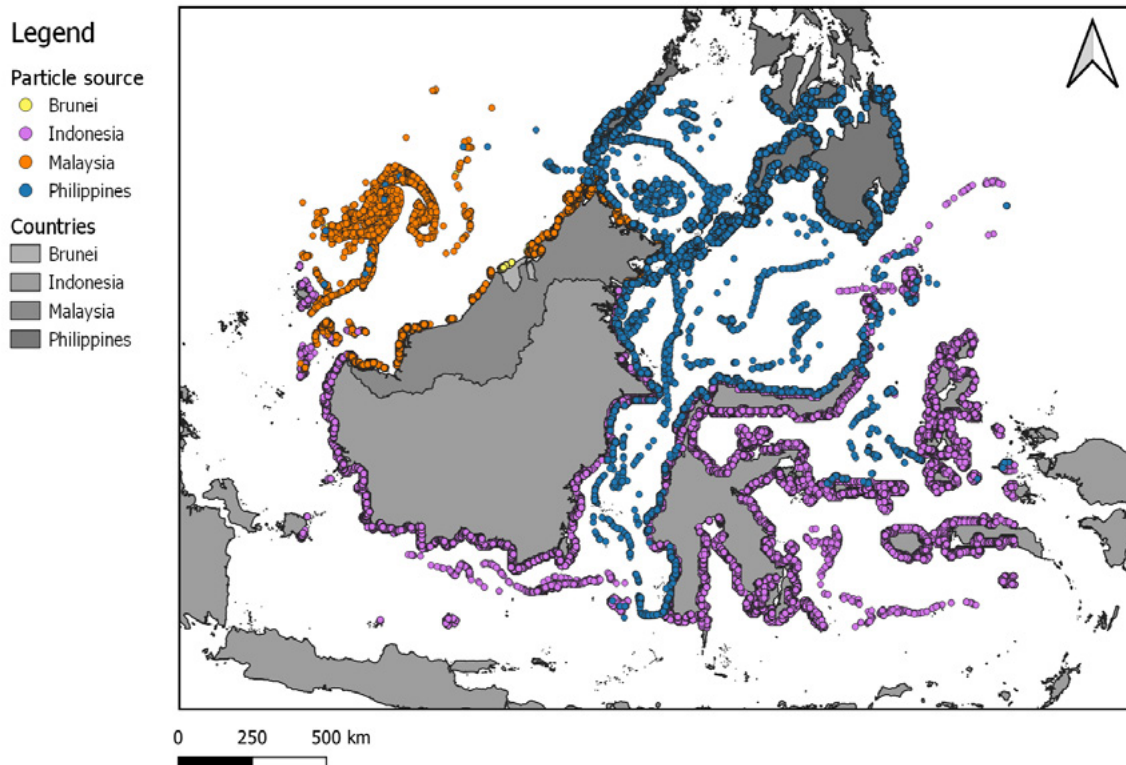 Legend
Particle source
Brunei
Indonesia
Malaysia
Philippines
Countries
Brunei
Indonesia
Malaysia
Philippines
0 250 500 km